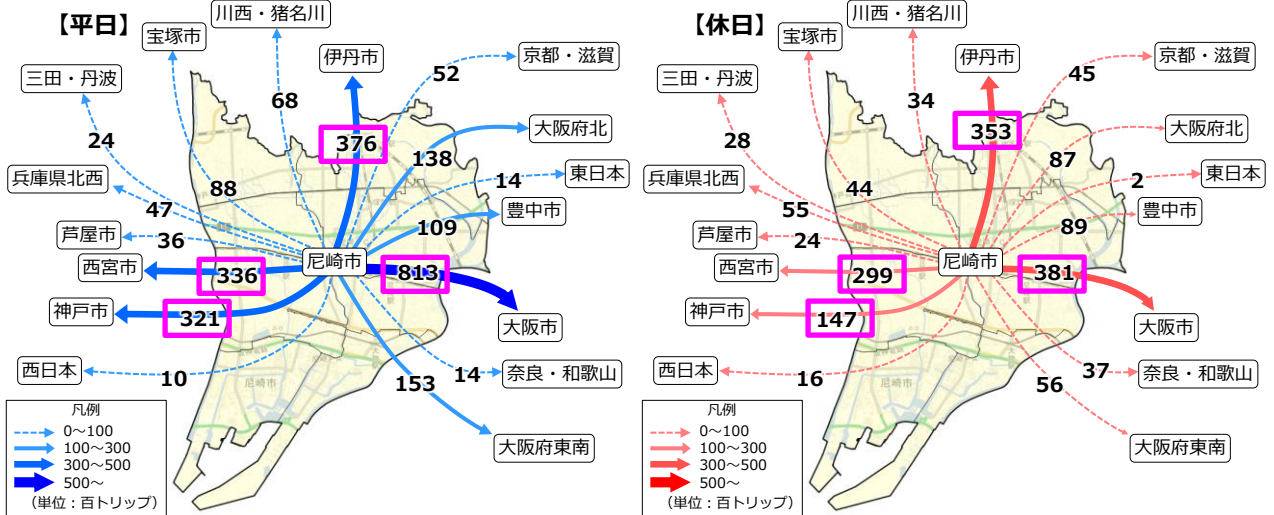 【平日】
川西・猪名川
宝塚市
伊丹市
京都・滋賀
三田・丹波
大阪府北
兵庫県北西
東日本
芦屋市
豊中市
西宮市
尼崎市
神戸市
大阪市
西日本
奈良・和歌山
大阪府東南
52
68
24
376
138
14
88
47
109
36
336
813
321
10
14
153
尼崎市
凡例
0～100
100～300
300～500
500～
（単位：百トリップ）
【休日】
川西・猪名川
宝塚市
伊丹市
京都・滋賀
三田・丹波
大阪府北
兵庫県北西
東日本
芦屋市
豊中市
西宮市
尼崎市
神戸市
大阪市
西日本
奈良・和歌山
大阪府東南
45
34
353
28
87
2
44
55
89
24
299
381
147
16
37
56
尼崎市
凡例
0～100
100～300
300～500
500～
（単位：百トリップ）